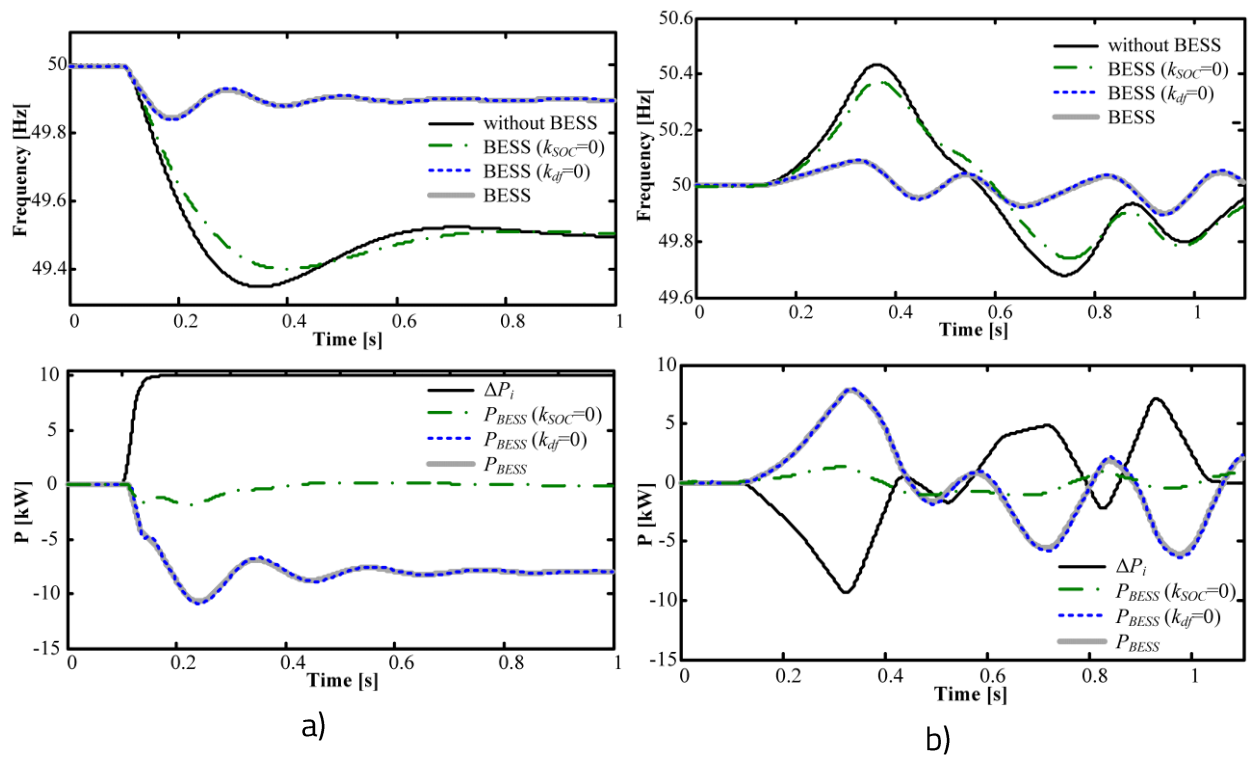 50
49.8
49.6
49.4
Frequency [Hz[
without BESS
BESS (kSOC=0)
BESS (kdf=0)
BESS
0 0.2 0.4 0.6 0.8 1
Time [s]
50.6
50.4
50.2
50
49.8
49.6
Frequency [Hz]
without BESS
BESS (kSOC=0)
BESS (kdf=0)
BESS
0 0.2 0.4 0.6 0.8 1
Time [s]
10
5
0
-5
-10
-15
P [kW]
ΔPi
PBESS (kSOC=0)
PBESS (kdf=0)
PBESS
0 0.2 0.4 0.6 0.8 1
Time [s]
a)
10
5
0
-5
-10
-15
P [kW]
ΔPi
PBESS (kSOC=0)
PBESS (kdf=0)
PBESS
0 0.2 0.4 0.6 0.8 1
Time [s]
b)